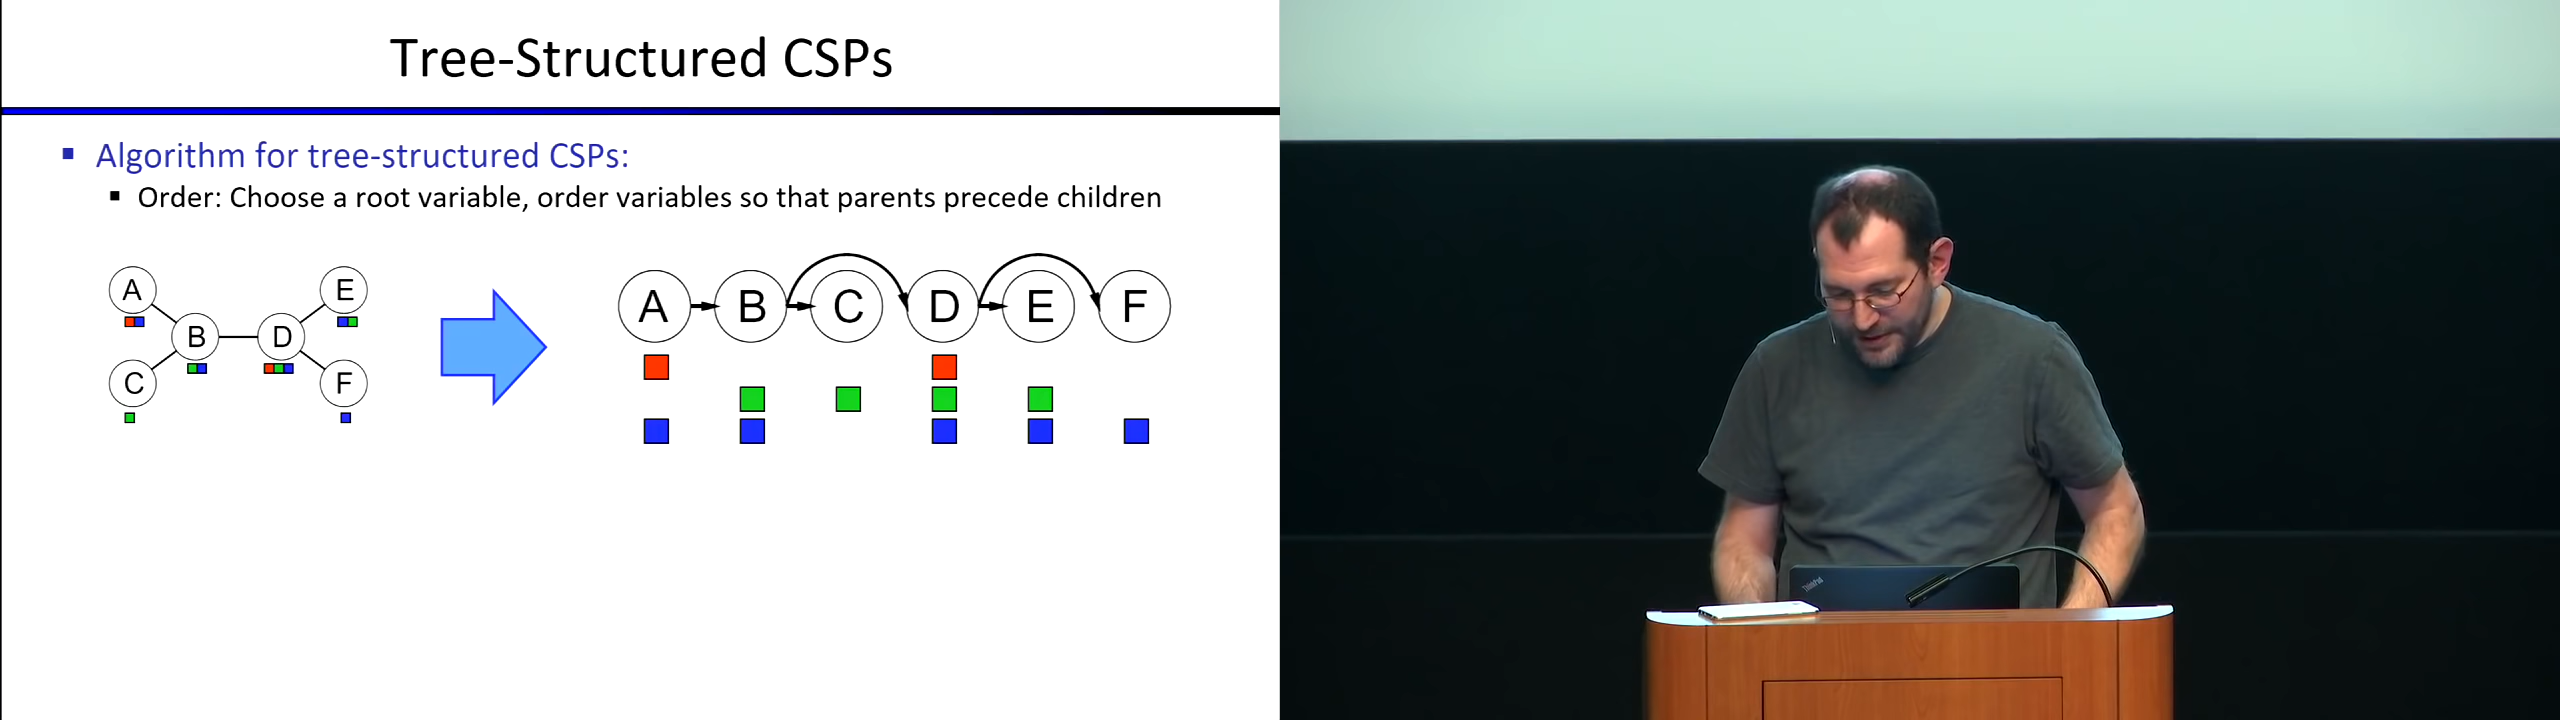 Tree-Structured CSPs
▪ Algorithm for tree-structured CSPs:
▪ Order: Choose a root variable, order variables so that parents precede children
A
E
B
D
C
F
A B C D E F
ThinkPad